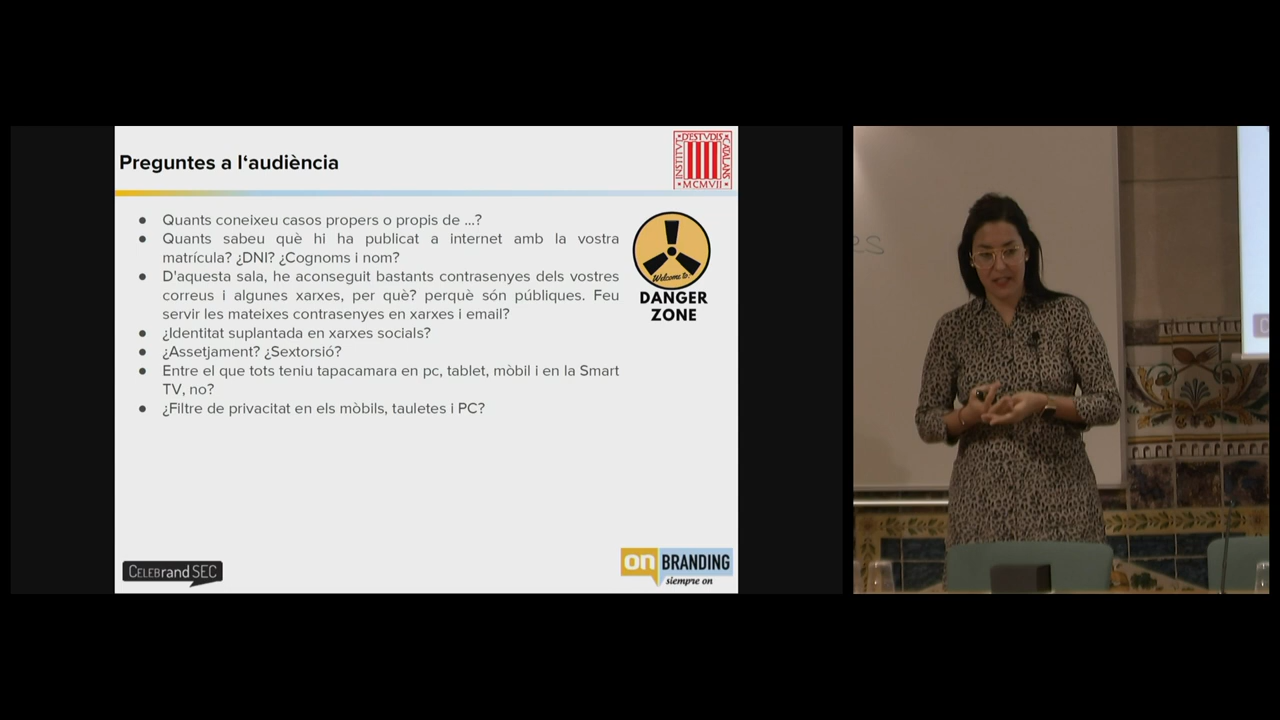 Preguntes a l‘audiència
INSTITVT D'ESTVDIS CATALANS
MCMVII
● Quants coneixeu casos propers o propis de ...?
● Quants sabeu què hi ha publicat a internet amb la vostra
matrícula? ¿DNI? ¿Cognoms i nom?
● D'aquesta sala, he aconseguit bastants contrasenyes dels vostres
correus i algunes xarxes, per què? perquè són públiques. Feu
servir les mateixes contrasenyes en xarxes i email?
● ¿Identitat suplantada en xarxes socials?
● ¿Assetjament? ¿Sextorsió?
● Entre el que tots teniu tapacamara en pc, tablet, mòbil i en la Smart
TV, no?
● ¿Filtre de privacitat en els mòbils, tauletes i PC?
Welcome to:
DANGER
ZONE
CELEBrandSEC
on BRANDING
siempre on